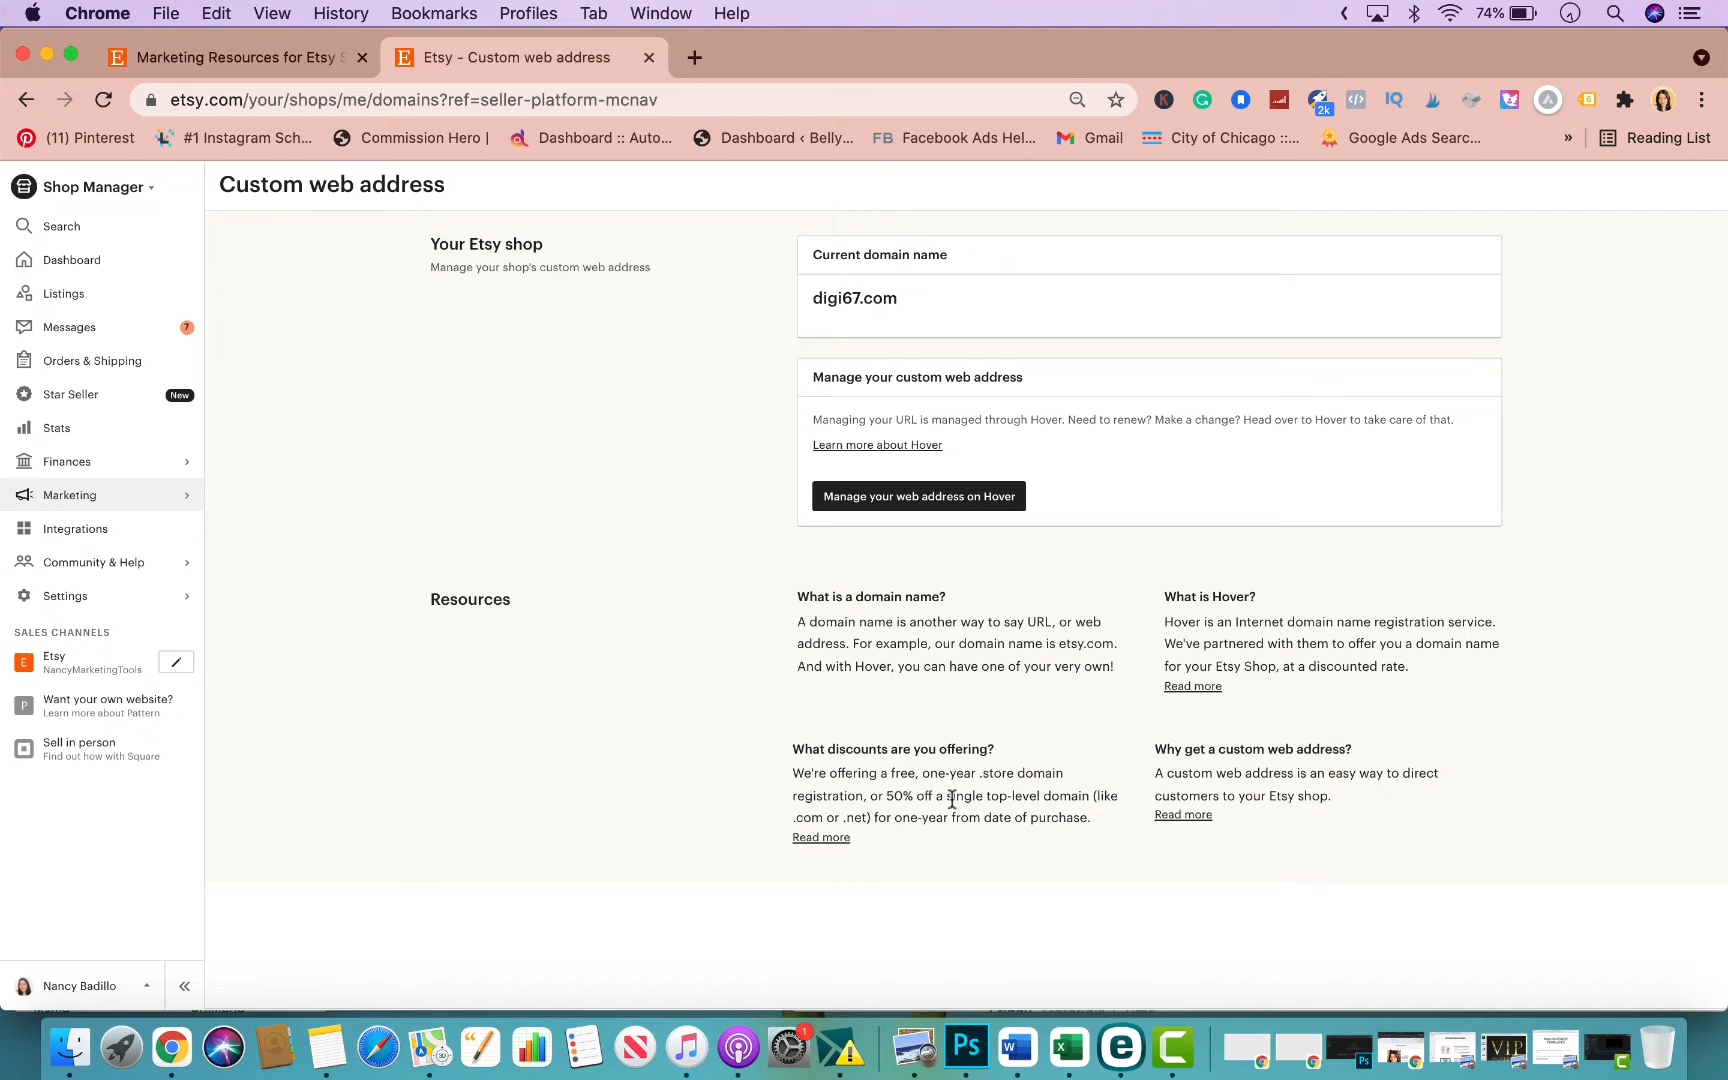 Chrome File Edit View History Bookmarks Profiles Tab Window Help 74%
Marketing Resources for Etsy S
Etsy - Custom web address
etsy.com/your/shops/me/domains?ref=seller-platform-mcnav
2k
IQ
6
(11) Pinterest
#1 Instagram Sch...
Commission Hero |
Dashboard :: Auto...
Dashboard ‹ Belly...
FB Facebook Ads Hel...
Gmail
City of Chicago ::...
Google Ads Searc...
»
Reading List
Shop Manager
Search
Dashboard
Listings
Messages 7
Orders & Shipping
Star Seller New
Stats
Finances
Marketing
Integrations
Community & Help
Settings
SALES CHANNELS
E Etsy
NancyMarketingTools
P Want your own website?
Learn more about Pattern
Sell in person
Find out how with Square
Nancy Badillo
Custom web address
Your Etsy shop
Manage your shop's custom web address
Current domain name
digi67.com
Manage your custom web address
Managing your URL is managed through Hover. Need to renew? Make a change? Head over to Hover to take care of that.
Learn more about Hover
Manage your web address on Hover
Resources
What is a domain name?
A domain name is another way to say URL, or web
address. For example, our domain name is etsy.com.
And with Hover, you can have one of your very own!
What is Hover?
Hover is an Internet domain name registration service.
We've partnered with them to offer you a domain name
for your Etsy Shop, at a discounted rate.
Read more
What discounts are you offering?
We're offering a free, one-year .store domain
registration, or 50% off a single top-level domain (like
.com or .net) for one-year from date of purchase.
Read more
Why get a custom web address?
A custom web address is an easy way to direct
customers to your Etsy shop.
Read more
3D
1
Ps
VIP